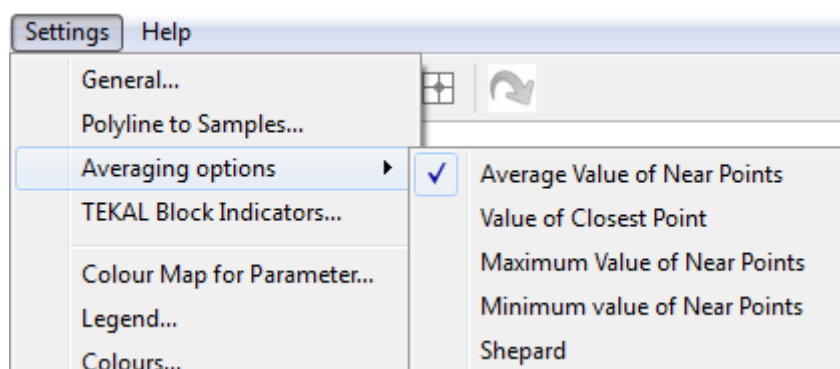 Settings Help
General...
Polyline to Samples...
Averaging options
TEKAL Block Indicators...
Colour Map for Parameter...
Legend...
Colours...
Average Value of Near Points
Value of Closest Point
Maximum Value of Near Points
Minimum value of Near Points
Shepard